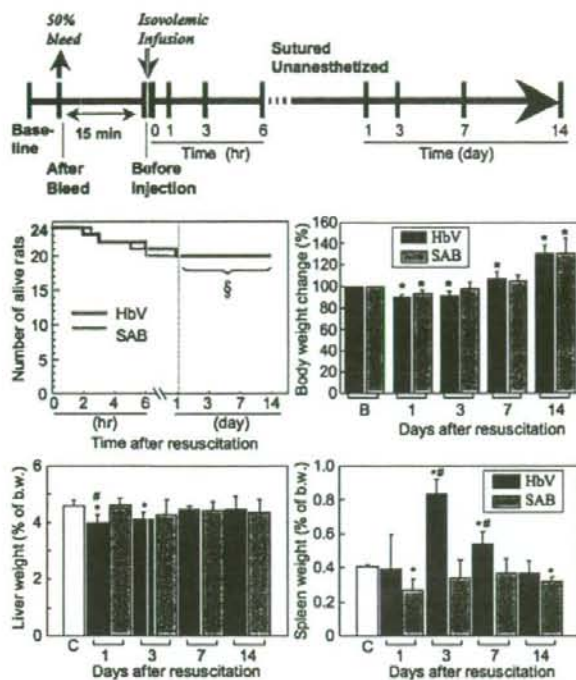 50% bleed
Isovolemic Infusion
Sutured
Unanesthetized
Base-line
15 min
0 1 3 6
1 3 7 14
Time (hr)
Time (day)
After Bleed
Before Injection
Number of alive rats
24
20
15
10
5
0
HbV
SAB
§
0 2 4 6 1 3 7 14
(hr) (day)
Time after resuscitation
Body weight change (%)
160
140
120
100
80
60
40
20
0
HbV
SAB
* * * * * *
B 1 3 7 14
Days after resuscitation
Liver weight (% of b.w.)
6
4
2
0
#
* *
C 1 3 7 14
Days after resuscitation
Spleen weight (% of b.w.)
1.0
0.8
0.6
0.4
0.2
0
HbV
SAB
* *# *# *
C 1 3 7 14
Days after resuscitation